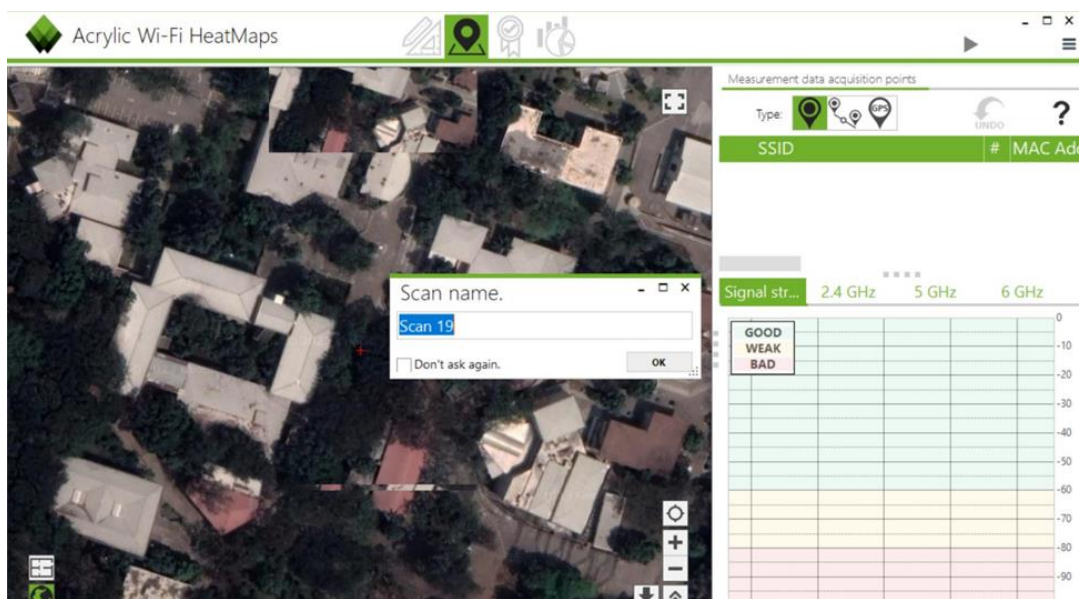 Acrylic Wi-Fi HeatMaps
Measurement data acquisition points
Type:
GPS
UNDO
?
SSID # MAC Add
Scan name.
Scan 19
Don't ask again.
OK
Signal str... 2.4 GHz 5 GHz 6 GHz
GOOD
WEAK
BAD
0
-10
-20
-30
-40
-50
-60
-70
-80
-90